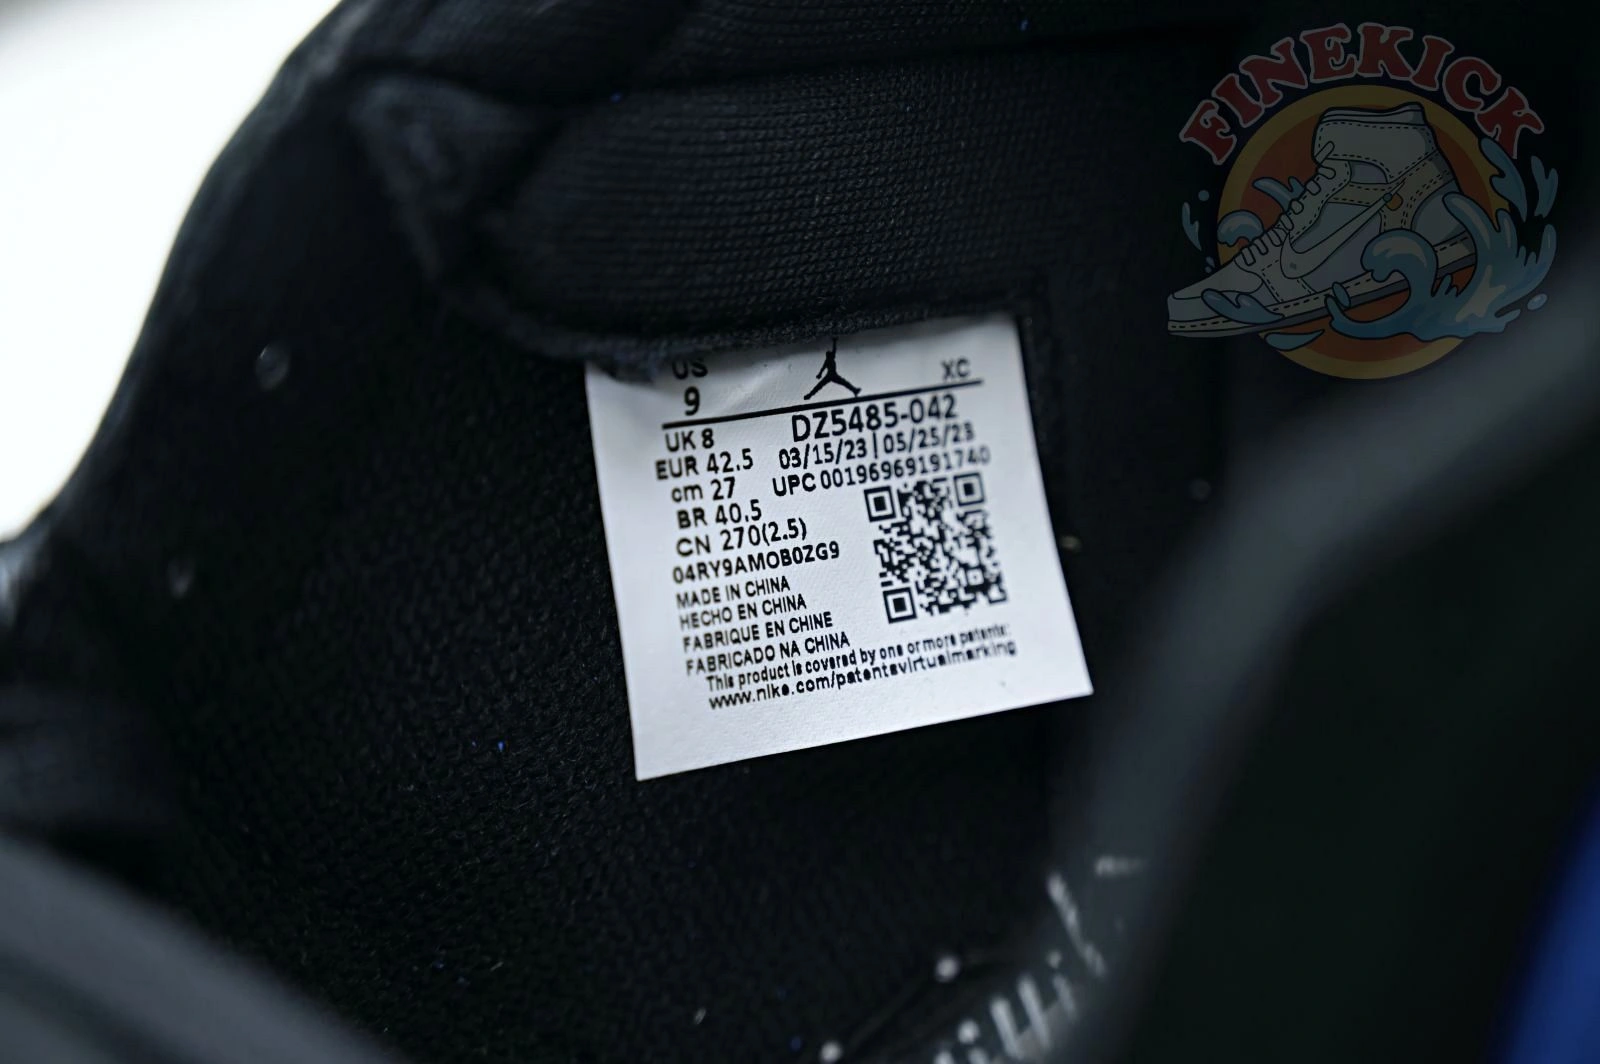 FINEKICK
US
9
XC
UK 8
DZ5485-042
EUR 42.5
03/15/23 | 05/25/23
cm 27
UPC 00196969191740
BR 40.5
CN 270(2.5)
04RY9AMOB0ZG9
MADE IN CHINA
HECHO EN CHINA
FABRIQUE EN CHINE
FABRICADO NA CHINA
This product is covered by one or more patents:
www.nike.com/patentsvirtualmarking